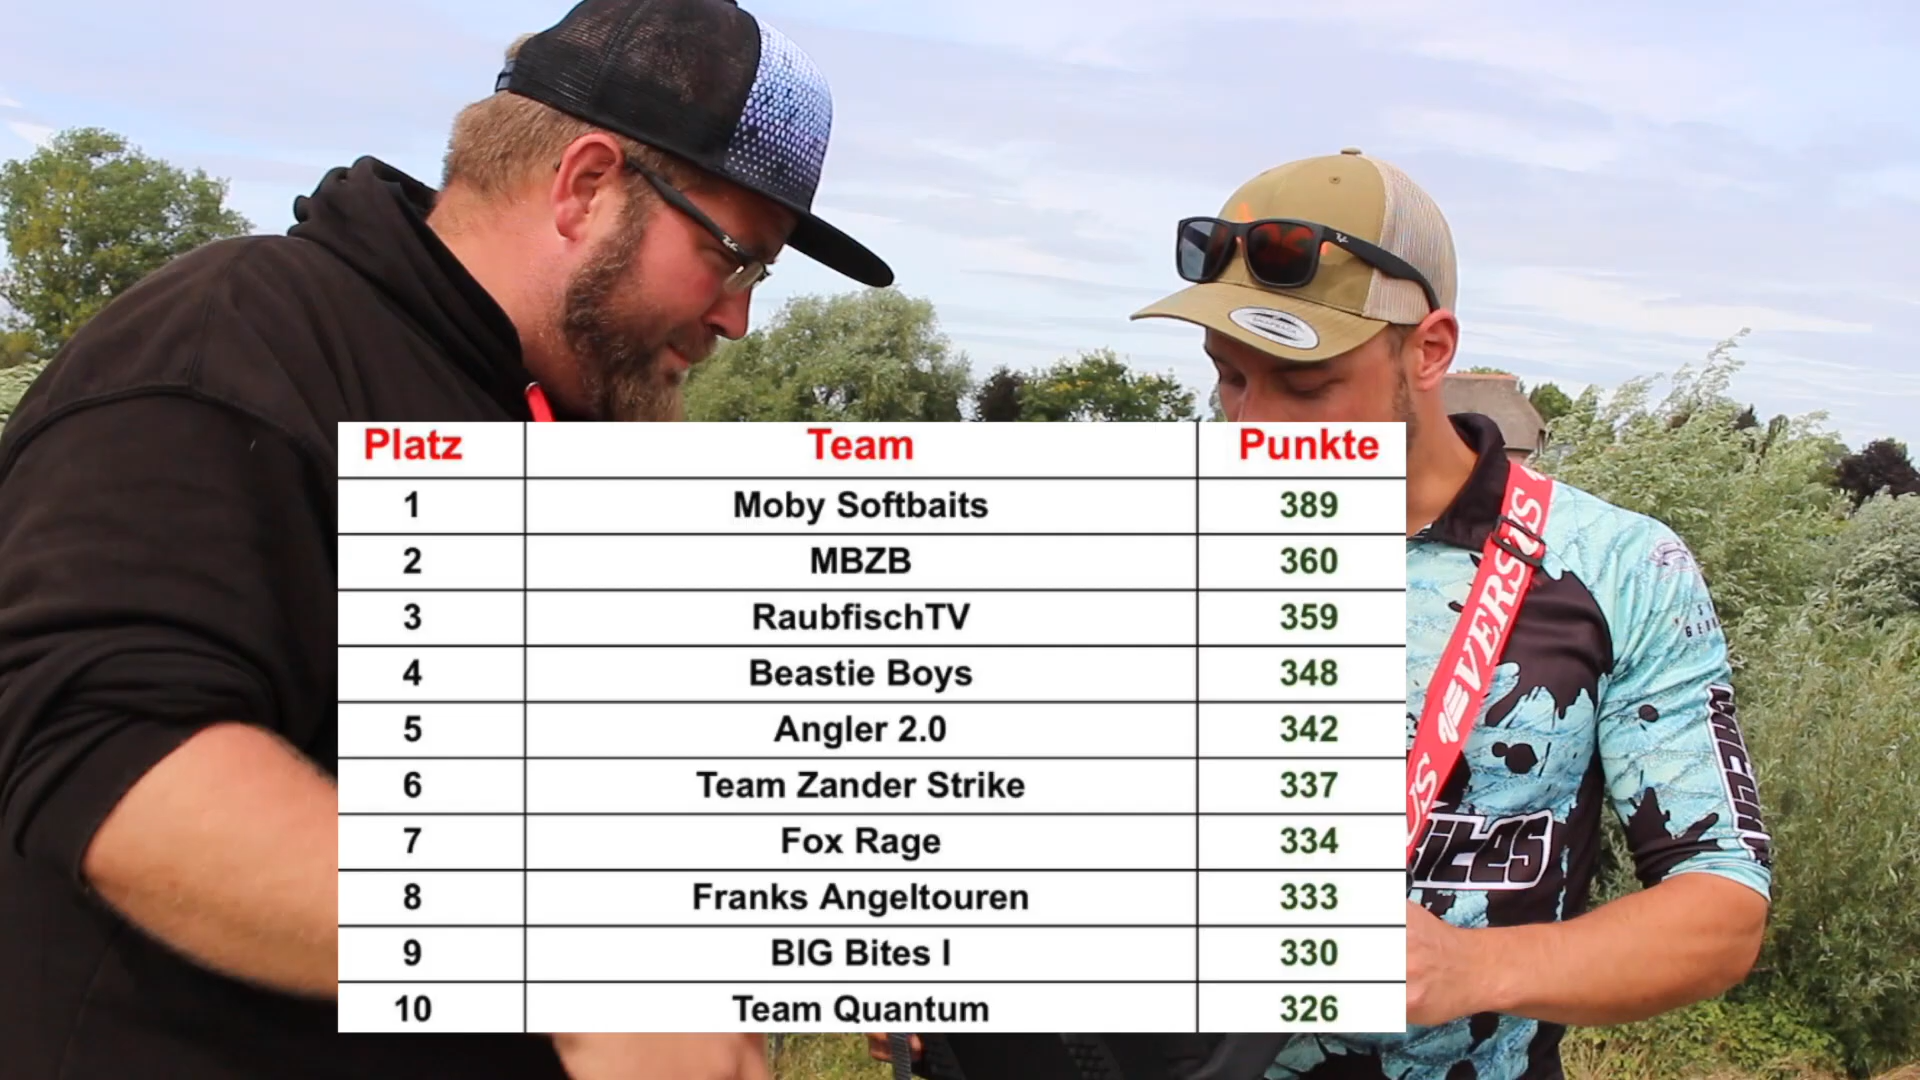 Platz Team Punkte
1 Moby Softbaits 389
2 MBZB 360
3 RaubfischTV 359
4 Beastie Boys 348
5 Angler 2.0 342
6 Team Zander Strike 337
7 Fox Rage 334
8 Franks Angeltouren 333
9 BIG Bites I 330
10 Team Quantum 326
VERSUS
US